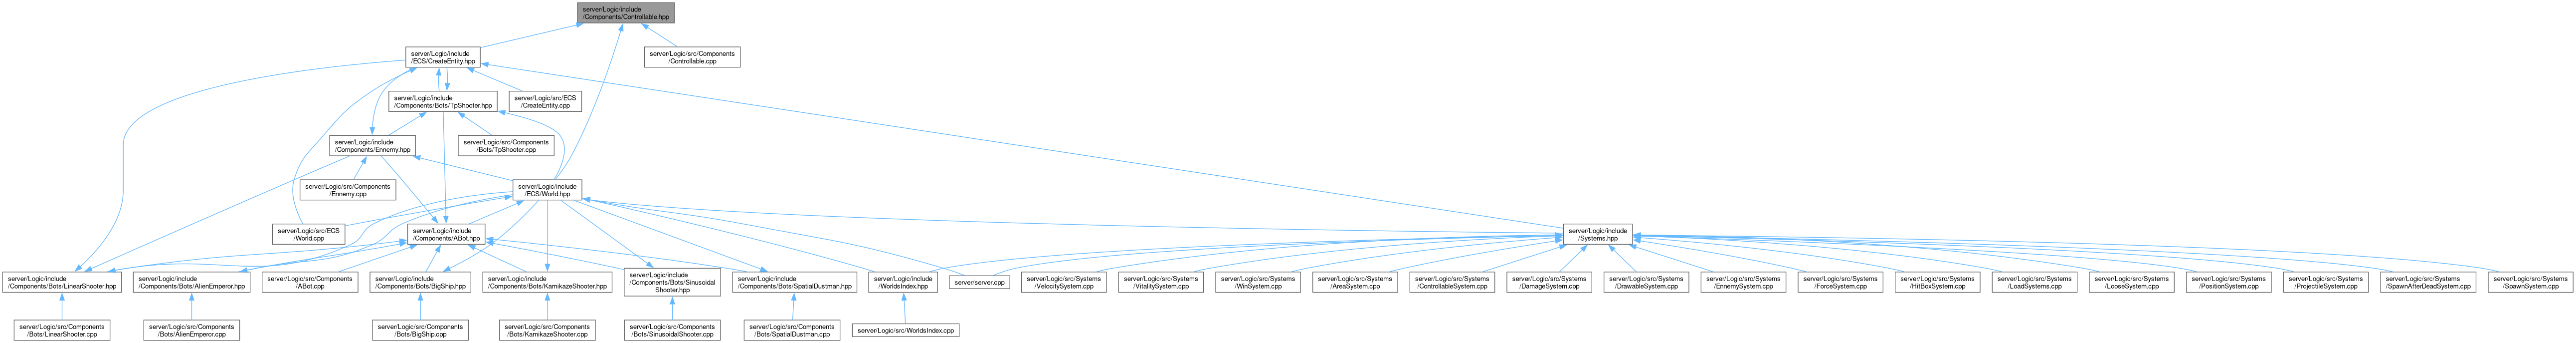 server/Logic/include
/Components/Controllable.hpp
server/Logic/include
/ECS/CreateEntity.hpp
server/Logic/src/Components
/Controllable.cpp
server/Logic/include
/Components/Bots/TpShooter.hpp
server/Logic/src/ECS
/CreateEntity.cpp
server/Logic/include
/Components/Ennemy.hpp
server/Logic/src/Components
/Bots/TpShooter.cpp
server/Logic/src/Components
/Ennemy.cpp
server/Logic/include
/ECS/World.hpp
server/Logic/src/ECS
/World.cpp
server/Logic/include
/Components/ABot.hpp
server/Logic/include
/Systems.hpp
server/Logic/include
/Components/Bots/LinearShooter.hpp
server/Logic/include
/Components/Bots/AlienEmperor.hpp
server/Logic/src/Components
/ABot.cpp
server/Logic/include
/Components/Bots/BigShip.hpp
server/Logic/include
/Components/Bots/KamikazeShooter.hpp
server/Logic/include
/Components/Bots/Sinusoidal
Shooter.hpp
server/Logic/include
/Components/Bots/SpatialDustman.hpp
server/Logic/include
/WorldsIndex.hpp
server/server.cpp
server/Logic/src/Systems
/VelocitySystem.cpp
server/Logic/src/Systems
/VitalitySystem.cpp
server/Logic/src/Systems
/WinSystem.cpp
server/Logic/src/Systems
/AreaSystem.cpp
server/Logic/src/Systems
/ControllableSystem.cpp
server/Logic/src/Systems
/DamageSystem.cpp
server/Logic/src/Systems
/DrawableSystem.cpp
server/Logic/src/Systems
/EnnemySystem.cpp
server/Logic/src/Systems
/ForceSystem.cpp
server/Logic/src/Systems
/HitBoxSystem.cpp
server/Logic/src/Systems
/LoadSystems.cpp
server/Logic/src/Systems
/LooseSystem.cpp
server/Logic/src/Systems
/PositionSystem.cpp
server/Logic/src/Systems
/ProjectileSystem.cpp
server/Logic/src/Systems
/SpawnAfterDeadSystem.cpp
server/Logic/src/Systems
/SpawnSystem.cpp
server/Logic/src/Components
/Bots/LinearShooter.cpp
server/Logic/src/Components
/Bots/AlienEmperor.cpp
server/Logic/src/Components
/Bots/BigShip.cpp
server/Logic/src/Components
/Bots/KamikazeShooter.cpp
server/Logic/src/Components
/Bots/SinusoidalShooter.cpp
server/Logic/src/Components
/Bots/SpatialDustman.cpp
server/Logic/src/WorldsIndex.cpp